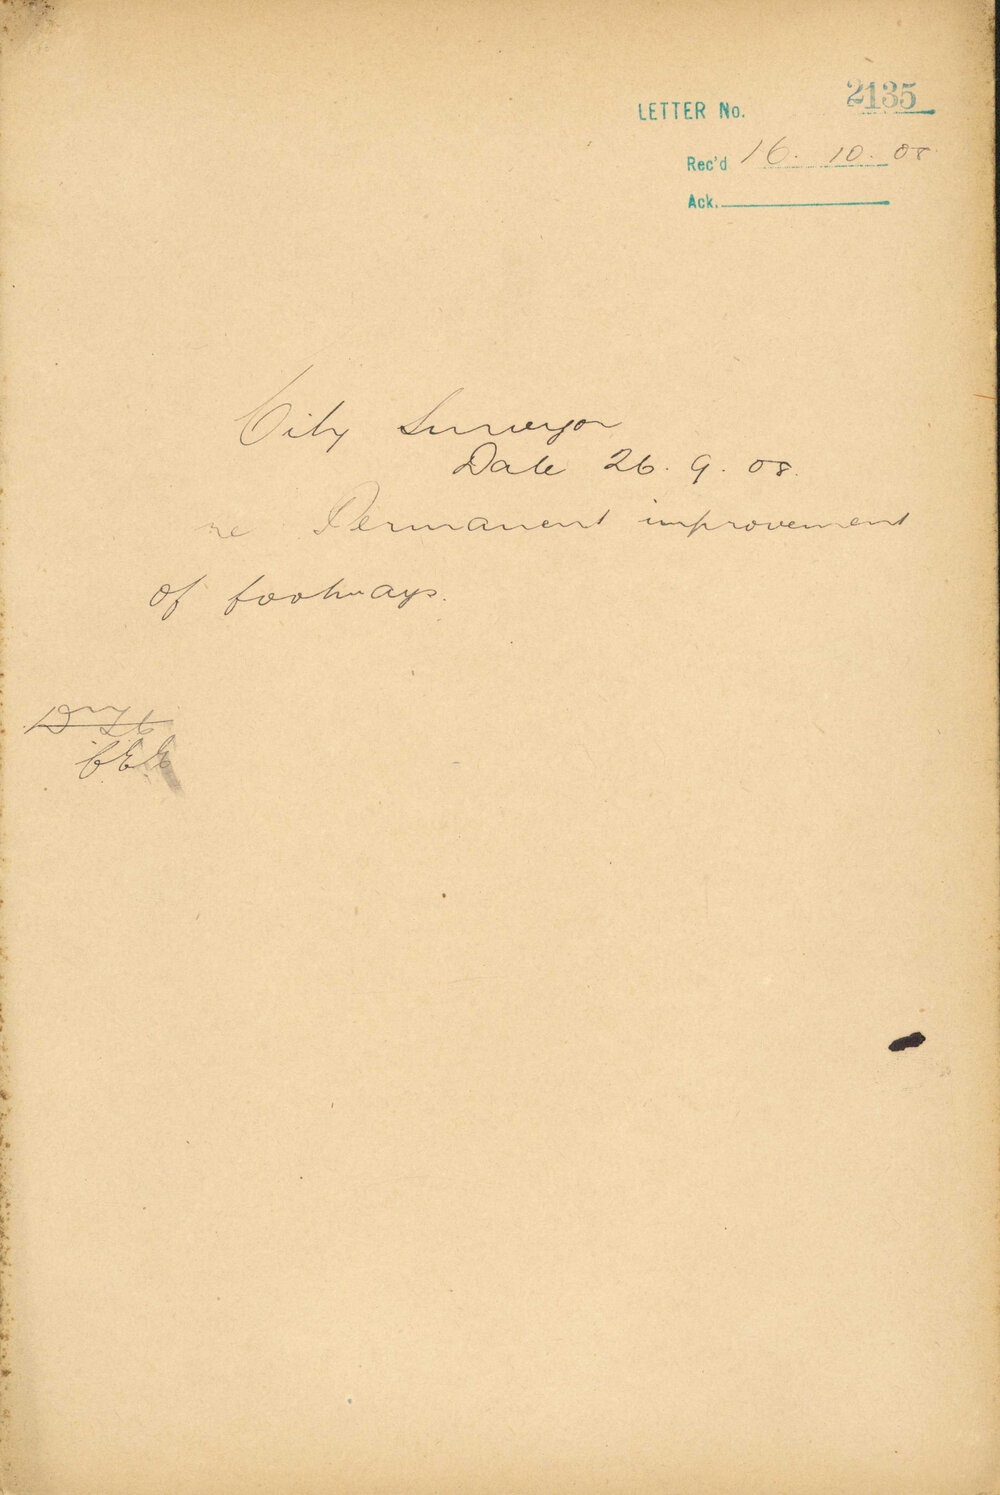 LETTER No. 2135
Rec'd 16. 10. 08
Ack.
City Surveyor
Date 26. 9. 08.
re Permanent improvement
of footways.